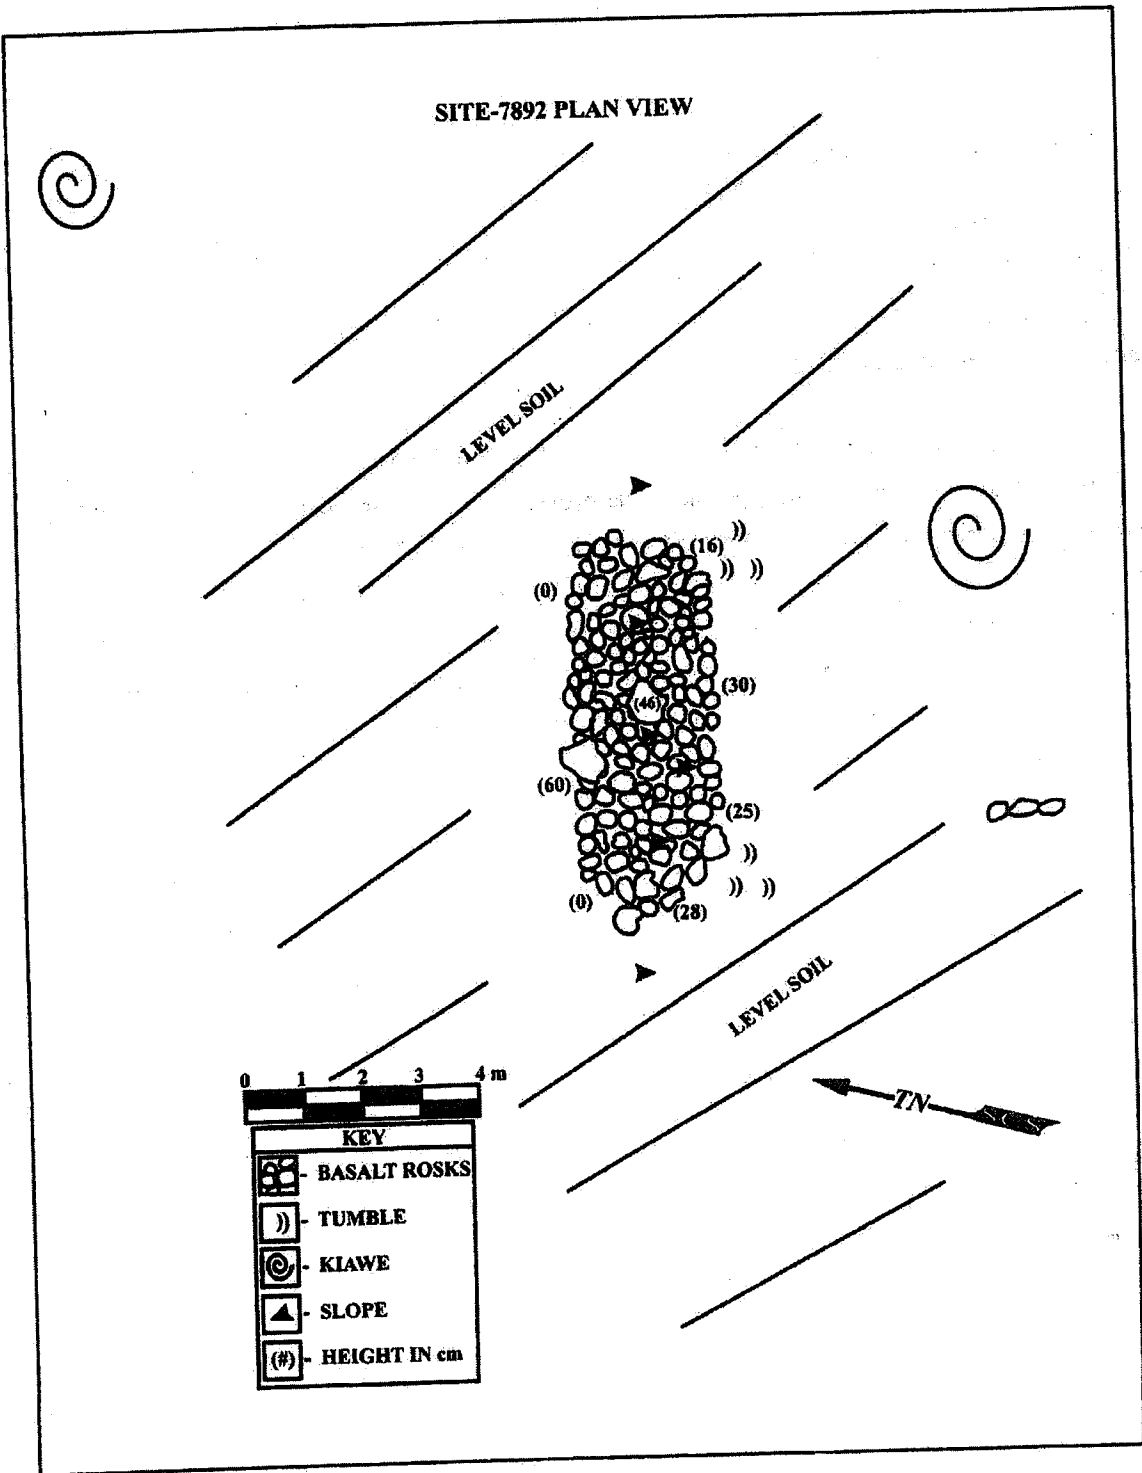 SITE-7892 PLAN VIEW
LEVEL SOIL
(16)
))
)) ))
(0)
(30)
(46)
(60)
(25)
))
)) ))
(0)
(28)
LEVEL SOIL
0 1 2 3 4 m
TN
KEY
- BASALT ROSKS
)) - TUMBLE
- KIAWE
- SLOPE
(#) - HEIGHT IN cm